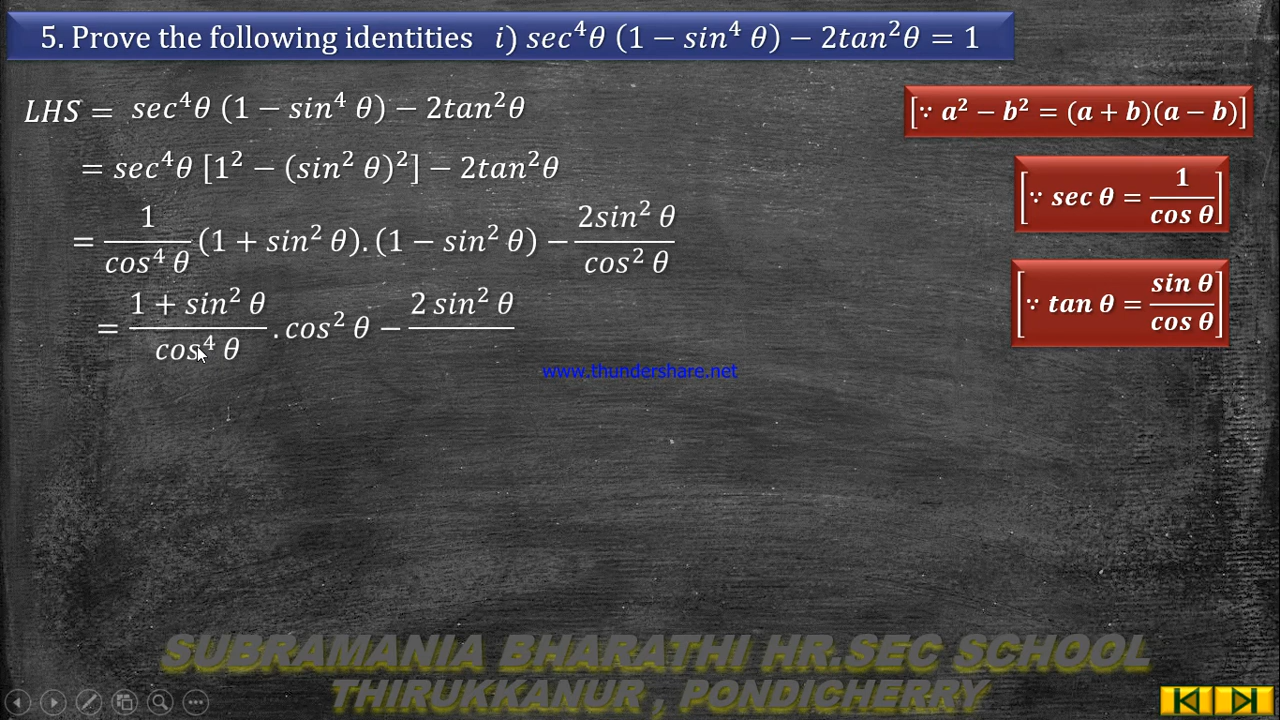 5. Prove the following identities i) sec⁴θ (1 − sin⁴ θ) − 2tan²θ = 1
LHS = sec⁴θ (1 − sin⁴ θ) − 2tan²θ
[∵ a² − b² = (a + b)(a − b)]
= sec⁴θ [1² − (sin² θ)²] − 2tan²θ
[∵ sec θ = 1/cos θ]
= 1/cos⁴ θ (1 + sin² θ).(1 − sin² θ) − 2sin² θ/cos² θ
[∵ tan θ = sin θ/cos θ]
= 1 + sin² θ/cos⁴ θ . cos² θ − 2 sin² θ/
www.thundershare.net
SUBRAMANIA BHARATHI HR.SEC SCHOOL
THIRUKKANUR , PONDICHERRY